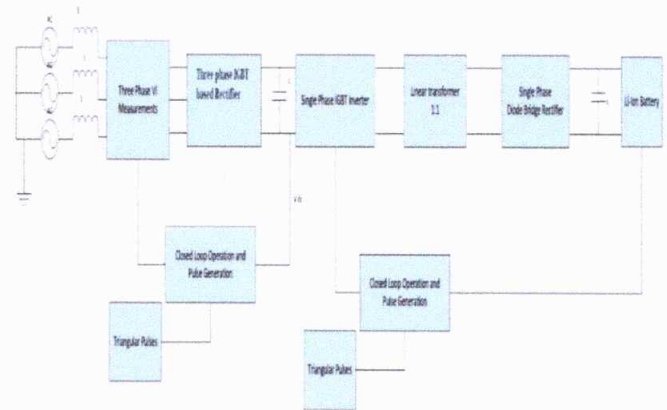 AC
Three Phase VI
Measurements
Three phase IGBT
based Rectifier
Single Phase IGBT inverter
Linear transformer
1:1
Single Phase
Diode Bridge Rectifier
Li-Ion Battery
Closed Loop Operation and
Pulse Generation
Triangular Pulses
Closed Loop Operation and
Pulse Generation
Triangular Pulses